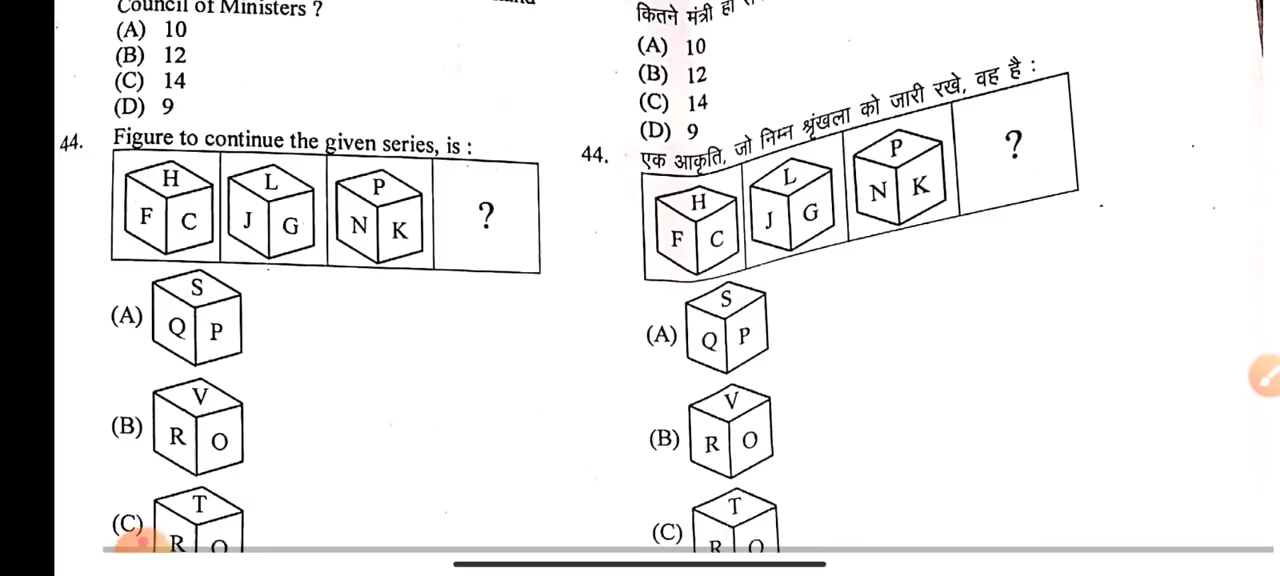 Council of Ministers ?
(A) 10
(B) 12
(C) 14
(D) 9
44. Figure to continue the given series, is :
H L P
F C J G N K ?
(A) S
Q P
(B) V
R O
(C) T
R O
कितने मंत्री हो
(A) 10
(B) 12
(C) 14
(D) 9
44. एक आकृति, जो निम्न श्रृंखला को जारी रखे, वह है :
H L P
F C J G N K ?
(A) S
Q P
(B) V
R O
(C) T
R O